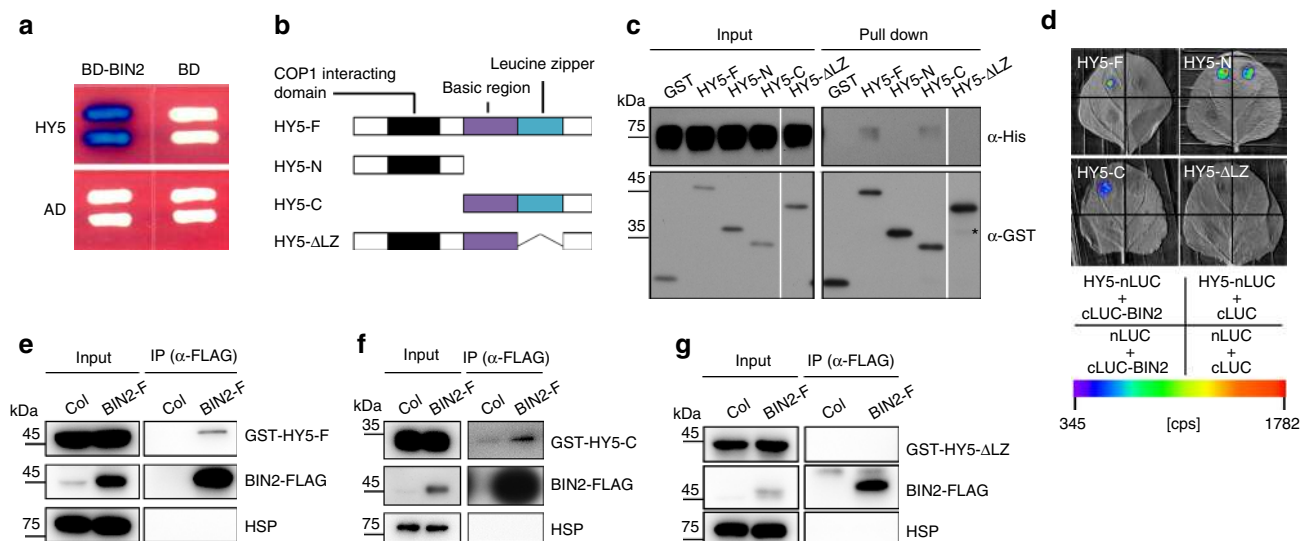 a
BD-BIN2 BD
HY5
AD
b
COP1 interacting
domain
Leucine zipper
Basic region
HY5-F
HY5-N
HY5-C
HY5-ΔLZ
c
Input Pull down
GST HY5-F HY5-N HY5-C HY5-ΔLZ GST HY5-F HY5-N HY5-C HY5-ΔLZ
kDa
75 α-His
45
35 α-GST
*
d
HY5-F HY5-N
HY5-C HY5-ΔLZ
HY5-nLUC HY5-nLUC
+ +
cLUC-BIN2 cLUC
nLUC nLUC
+ +
cLUC-BIN2 cLUC
345 [cps] 1782
e
Input IP (α-FLAG)
kDa Col BIN2-F Col BIN2-F
45 GST-HY5-F
45 BIN2-FLAG
75 HSP
f
Input IP (α-FLAG)
kDa Col BIN2-F Col BIN2-F
35 GST-HY5-C
45 BIN2-FLAG
75 HSP
g
Input IP (α-FLAG)
kDa Col BIN2-F Col BIN2-F
45 GST-HY5-ΔLZ
45 BIN2-FLAG
75 HSP